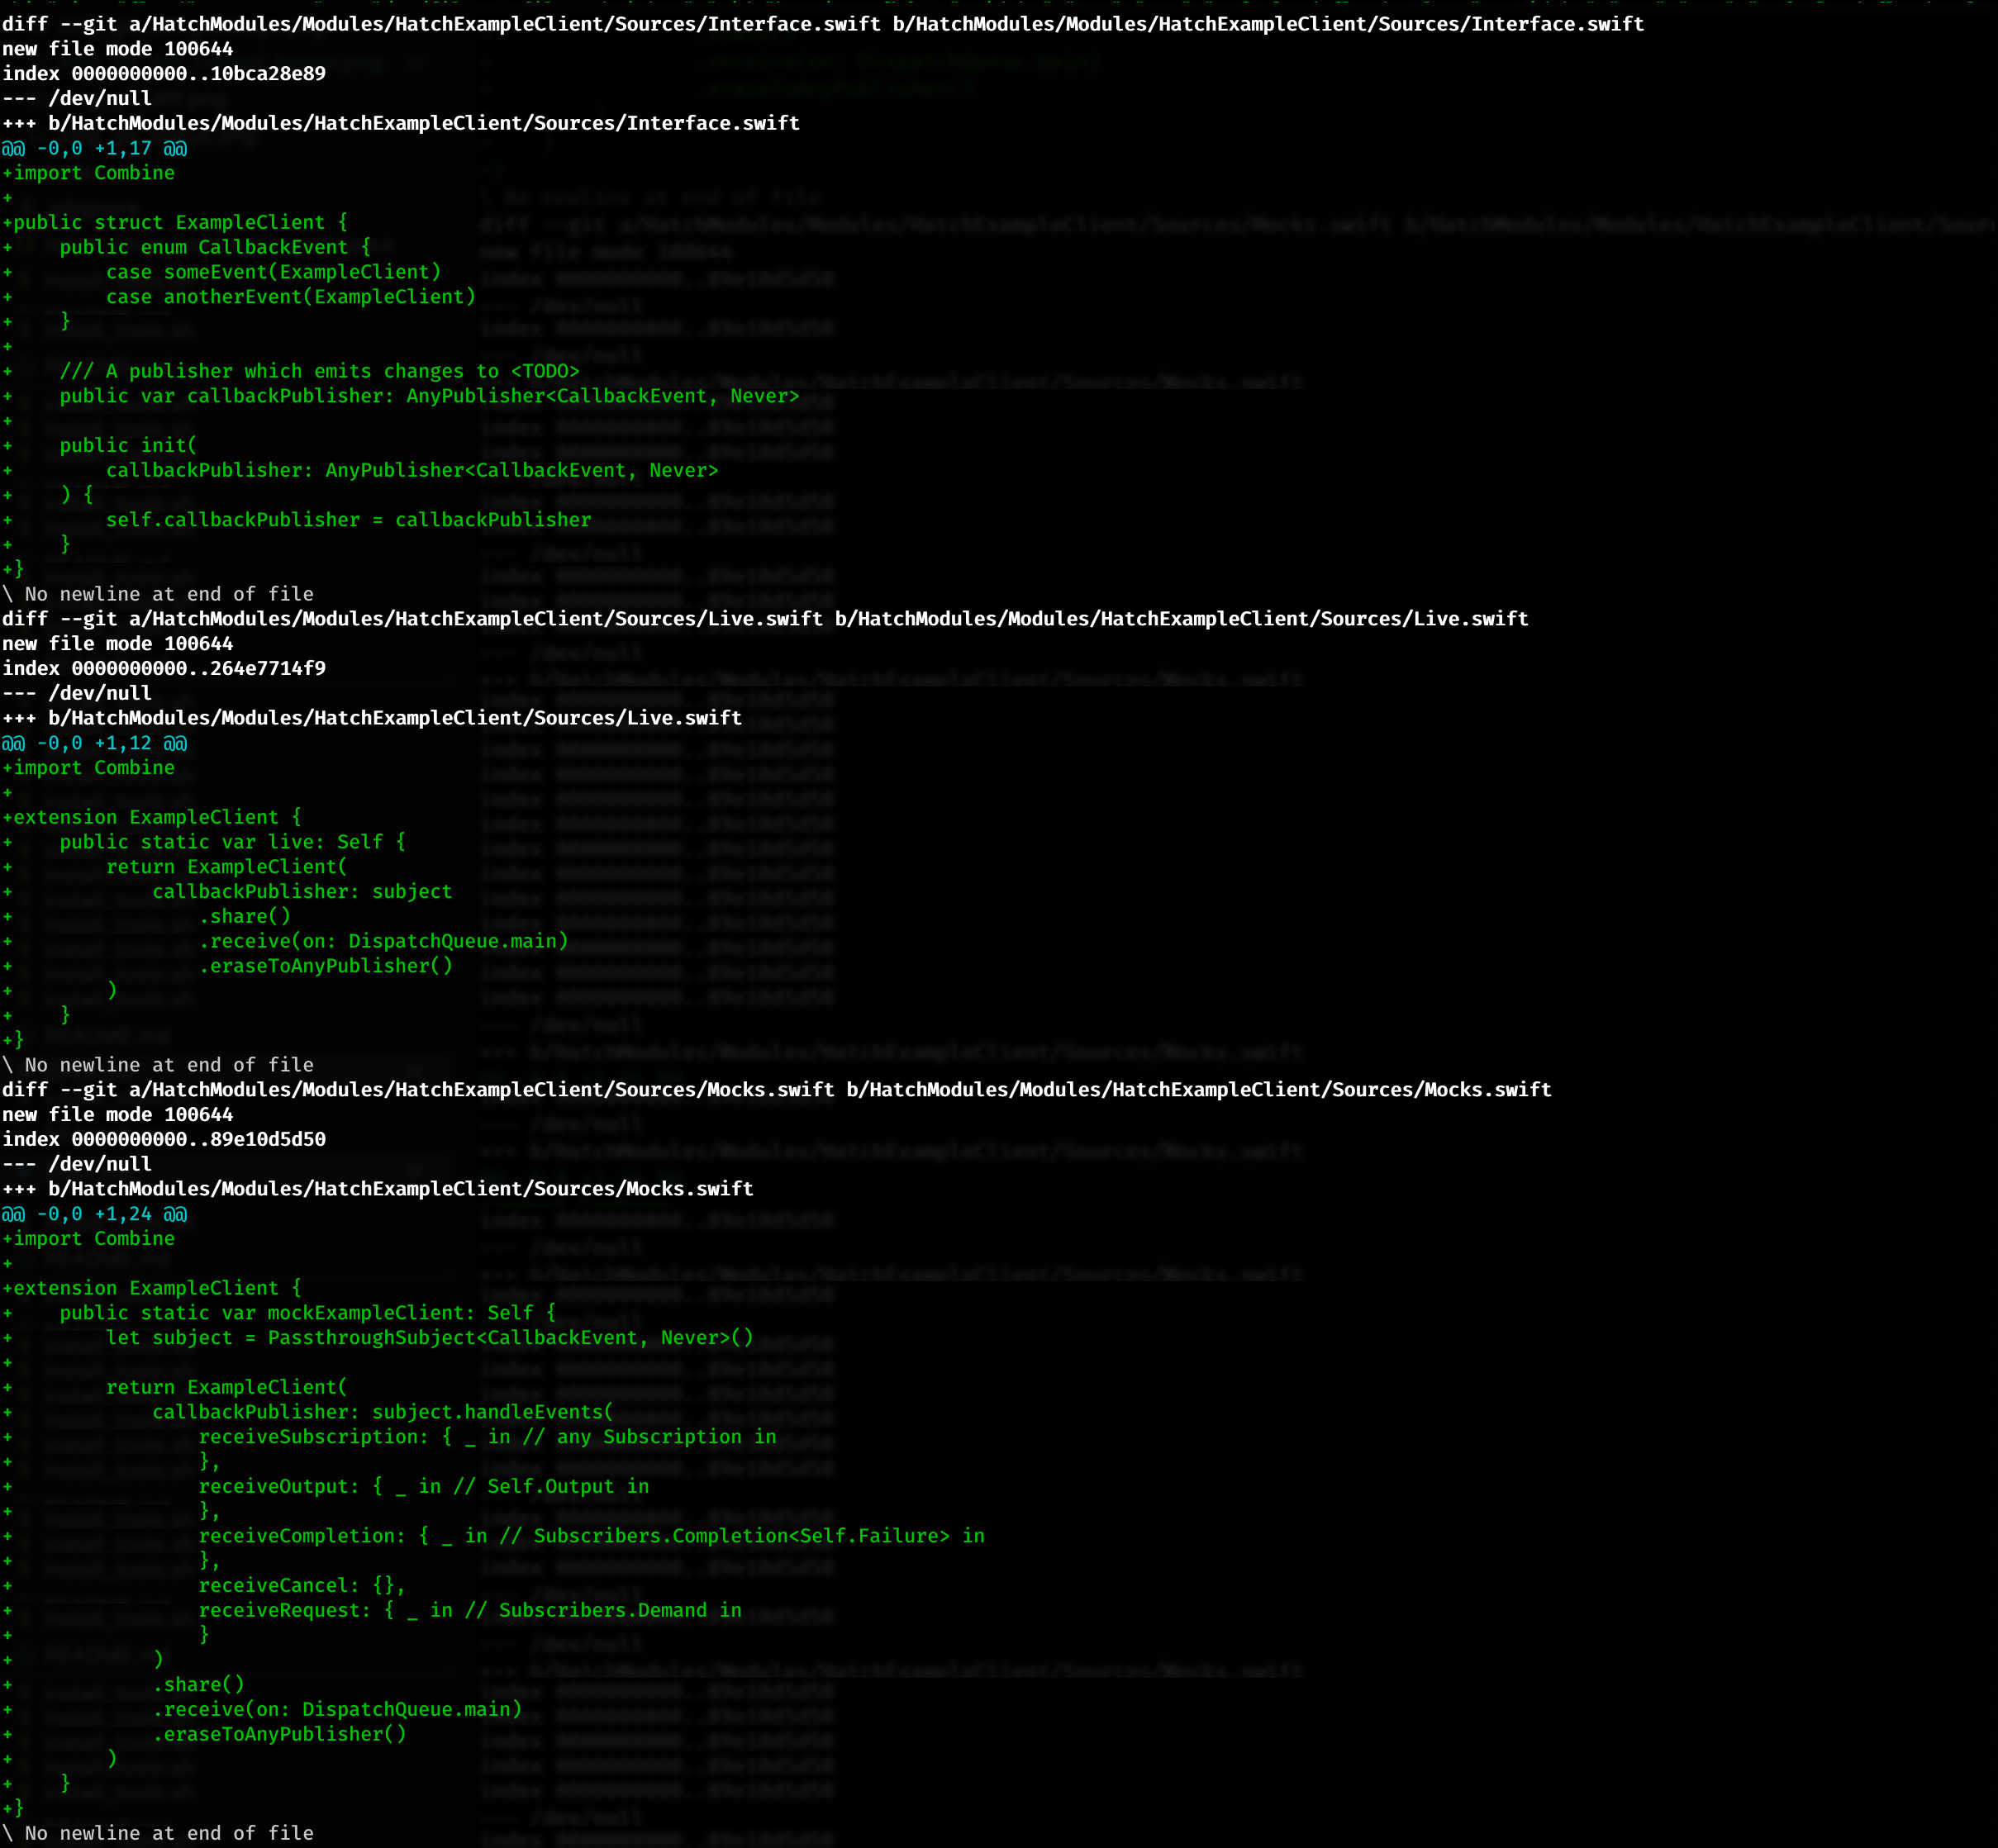 diff --git a/HatchModules/Modules/HatchExampleClient/Sources/Interface.swift b/HatchModules/Modules/HatchExampleClient/Sources/Interface.swift
new file mode 100644
index 0000000000..10bca28e89
--- /dev/null
+++ b/HatchModules/Modules/HatchExampleClient/Sources/Interface.swift
@@ -0,0 +1,17 @@
+import Combine
+
+public struct ExampleClient {
+    public enum CallbackEvent {
+        case someEvent(ExampleClient)
+        case anotherEvent(ExampleClient)
+    }
+
+    /// A publisher which emits changes to <TODO>
+    public var callbackPublisher: AnyPublisher<CallbackEvent, Never>
+
+    public init(
+        callbackPublisher: AnyPublisher<CallbackEvent, Never>
+    ) {
+        self.callbackPublisher = callbackPublisher
+    }
+}
\ No newline at end of file
diff --git a/HatchModules/Modules/HatchExampleClient/Sources/Live.swift b/HatchModules/Modules/HatchExampleClient/Sources/Live.swift
new file mode 100644
index 0000000000..264e7714f9
--- /dev/null
+++ b/HatchModules/Modules/HatchExampleClient/Sources/Live.swift
@@ -0,0 +1,12 @@
+import Combine
+
+extension ExampleClient {
+    public static var live: Self {
+        return ExampleClient(
+            callbackPublisher: subject
+                .share()
+                .receive(on: DispatchQueue.main)
+                .eraseToAnyPublisher()
+        )
+    }
+}
\ No newline at end of file
diff --git a/HatchModules/Modules/HatchExampleClient/Sources/Mocks.swift b/HatchModules/Modules/HatchExampleClient/Sources/Mocks.swift
new file mode 100644
index 0000000000..89e10d5d50
--- /dev/null
+++ b/HatchModules/Modules/HatchExampleClient/Sources/Mocks.swift
@@ -0,0 +1,24 @@
+import Combine
+
+extension ExampleClient {
+    public static var mockExampleClient: Self {
+        let subject = PassthroughSubject<CallbackEvent, Never>()
+
+        return ExampleClient(
+            callbackPublisher: subject.handleEvents(
+                receiveSubscription: { _ in // any Subscription in
+                },
+                receiveOutput: { _ in // Self.Output in
+                },
+                receiveCompletion: { _ in // Subscribers.Completion<Self.Failure> in
+                },
+                receiveCancel: {},
+                receiveRequest: { _ in // Subscribers.Demand in
+                }
+            )
+            .share()
+            .receive(on: DispatchQueue.main)
+            .eraseToAnyPublisher()
+        )
+    }
+}
\ No newline at end of file